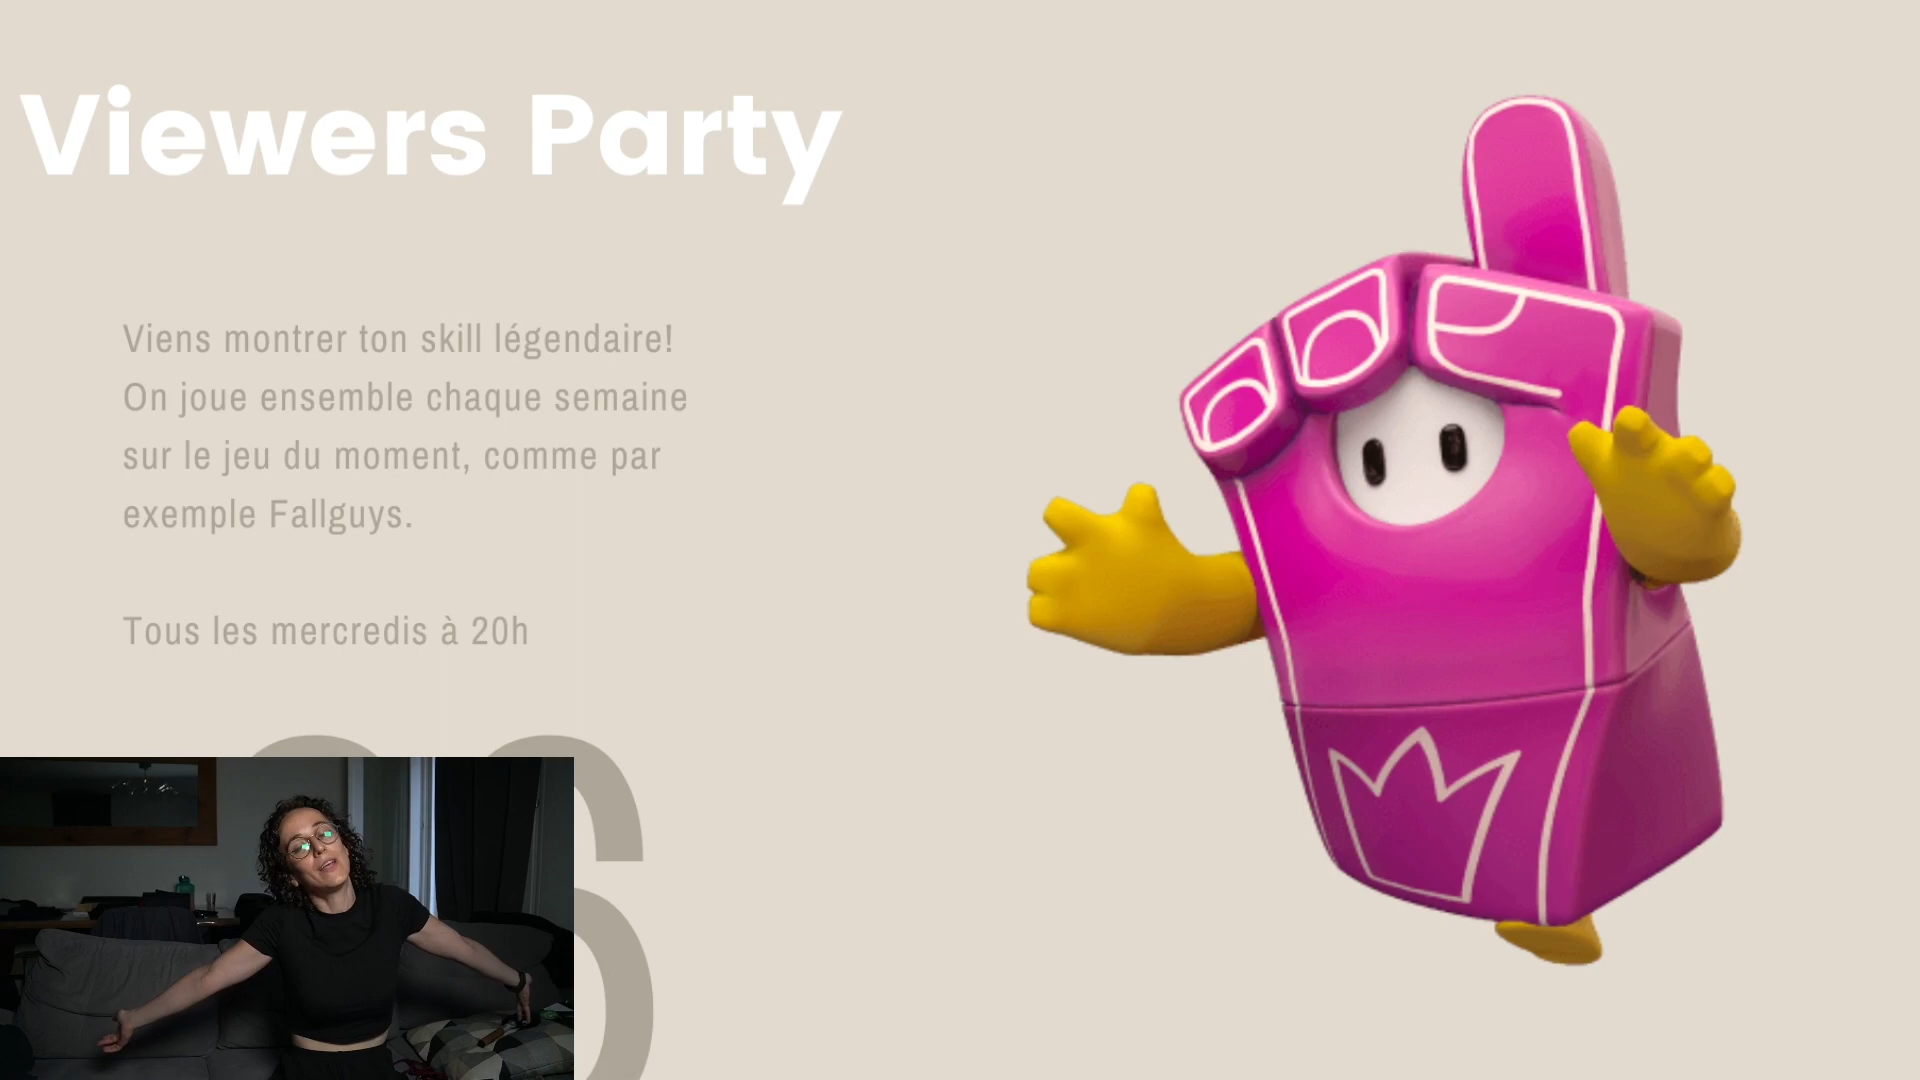 Viewers Party
Viens montrer ton skill légendaire!
On joue ensemble chaque semaine
sur le jeu du moment, comme par
exemple Fallguys.
Tous les mercredis à 20h